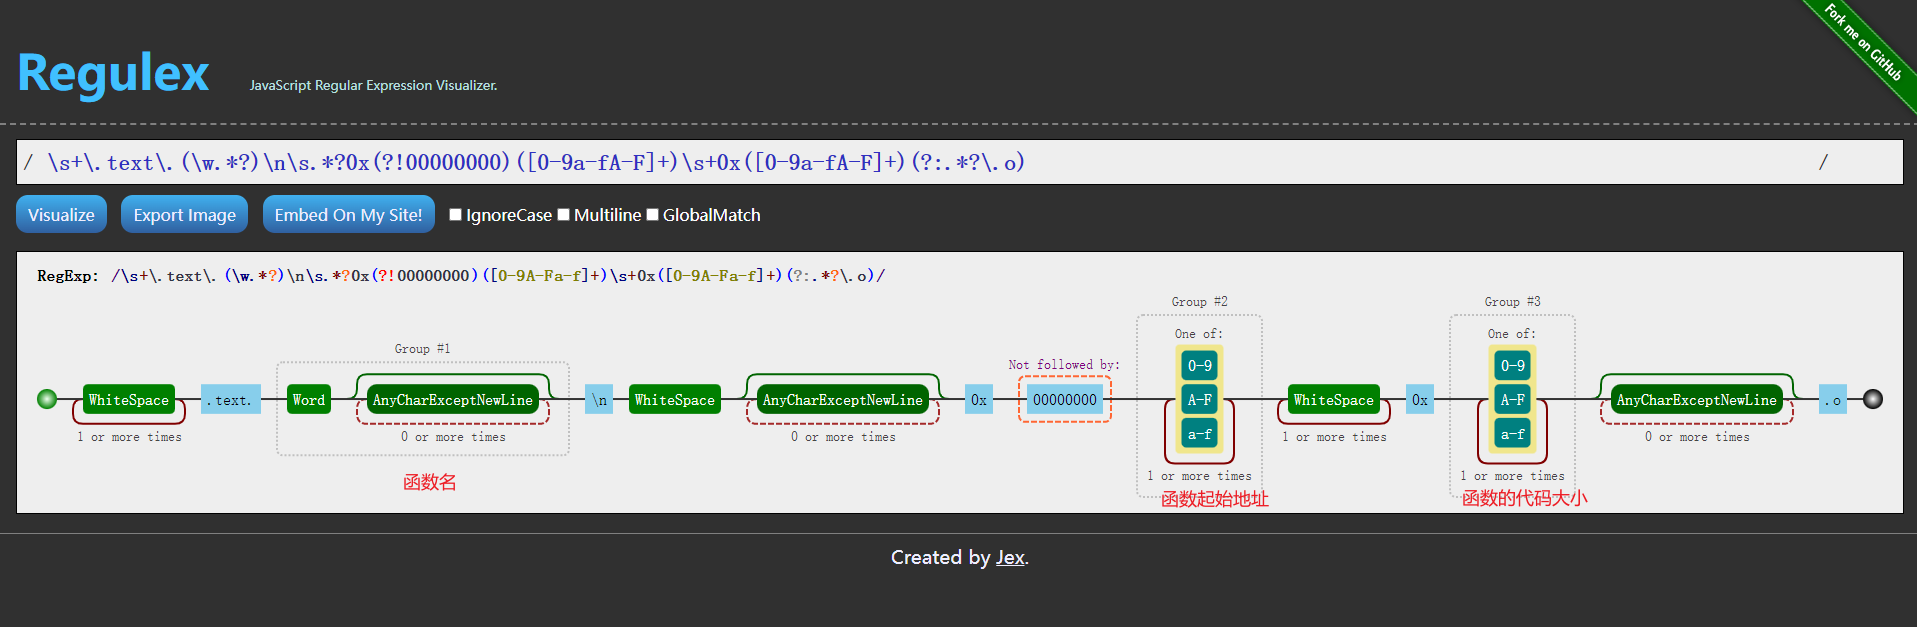 Fork me on GitHub
Regulex
JavaScript Regular Expression Visualizer.
/ \s+\.text\.(\w.*?)\n\s.*?0x(?!00000000)([0-9a-fA-F]+)\s+0x([0-9a-fA-F]+)(?:.*?\.o) /
Visualize Export Image Embed On My Site! IgnoreCase Multiline GlobalMatch
RegExp: /\s+\.text\.(\w.*?)\n\s.*?0x(?!00000000)([0-9A-Fa-f]+)\s+0x([0-9A-Fa-f]+)(?:.*?\.o)/
Group #2 Group #3
One of: One of:
Group #1
Not followed by:
0-9 0-9
WhiteSpace .text. Word AnyCharExceptNewLine \n WhiteSpace AnyCharExceptNewLine 0x 00000000 A-F WhiteSpace 0x A-F AnyCharExceptNewLine .o
a-f a-f
1 or more times 0 or more times 0 or more times 1 or more times 0 or more times
1 or more times 1 or more times
函数名 函数起始地址 函数的代码大小
Created by Jex.